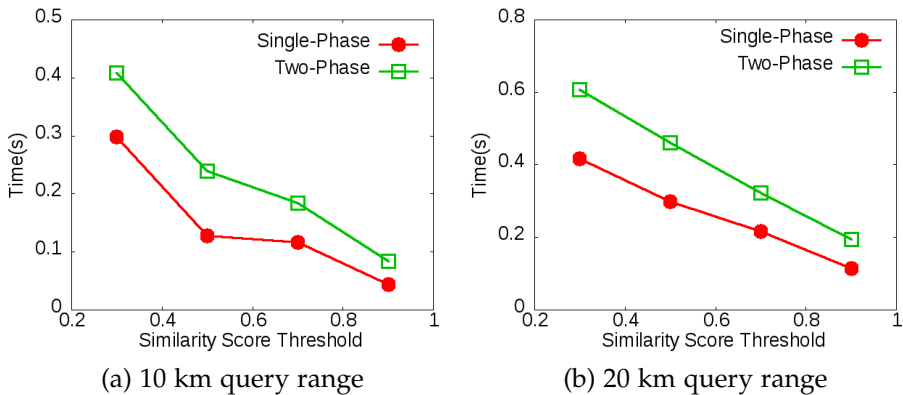 0.5
0.4
0.3
0.2
0.1
0
Time(s)
Single-Phase
Two-Phase
0.2 0.4 0.6 0.8 1
Similarity Score Threshold
(a) 10 km query range
0.8
0.6
0.4
0.2
0
Time(s)
Single-Phase
Two-Phase
0.2 0.4 0.6 0.8 1
Similarity Score Threshold
(b) 20 km query range